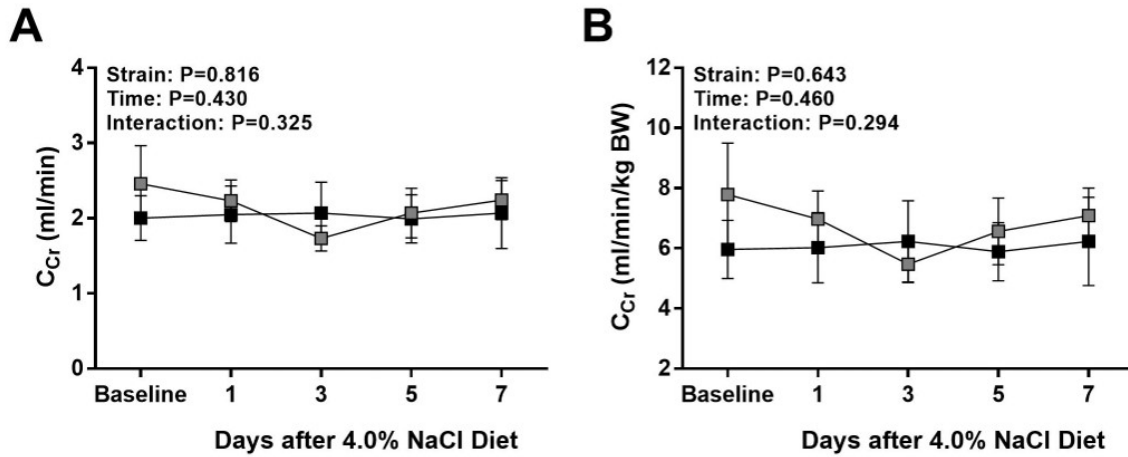 A
Strain: P=0.816
Time: P=0.430
Interaction: P=0.325
CCr (ml/min)
4
3
2
1
0
Baseline 1 3 5 7
Days after 4.0% NaCl Diet
B
Strain: P=0.643
Time: P=0.460
Interaction: P=0.294
CCr (ml/min/kg BW)
12
10
8
6
4
2
Baseline 1 3 5 7
Days after 4.0% NaCl Diet